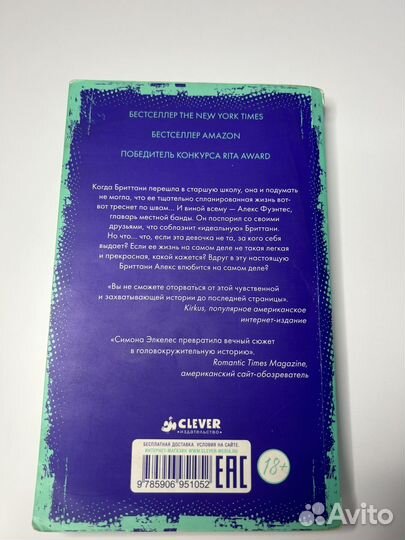 БЕСТСЕЛЛЕР THE NEW YORK TIMES
БЕСТСЕЛЛЕР AMAZON
ПОБЕДИТЕЛЬ КОНКУРСА RITA AWARD
Когда Бриттани перешла в старшую школу, она и подумать
не могла, что ее тщательно спланированная жизнь вот-
вот треснет по швам... И виной всему — Алекс Фуэнтес,
главарь местной банды. Он поспорил со своими
друзьями, что соблазнит «идеальную» Бриттани.
Но что... что, если эта девочка не та, за кого себя
выдает? Если ее жизнь на самом деле не такая легкая
и прекрасная, какой кажется? Вдруг в эту настоящую
Бриттани Алекс влюбится на самом деле?
«Вы не сможете оторваться от этой чувственной
и захватывающей истории до последней страницы».
Kirkus, популярное американское
интернет-издание
«Симона Элкелес превратила вечный сюжет
в головокружительную историю».
Romantic Times Magazine,
американский сайт-обозреватель
CLEVER
издательство
БЕСПЛАТНАЯ ДОСТАВКА. УСЛОВИЯ НА САЙТЕ.
ИНТЕРНЕТ-МАГАЗИН WWW.CLEVER-MEDIA.RU
9 785906 951052
EAC
18+
Avito